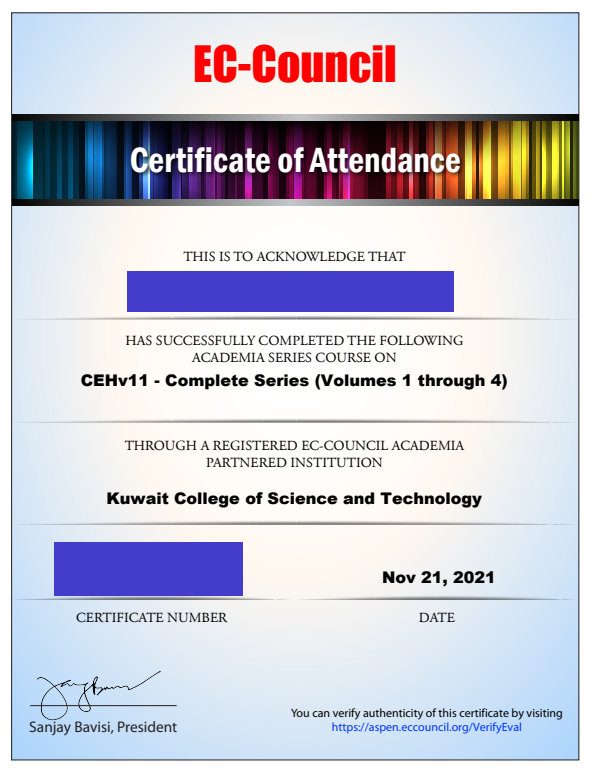 EC-Council
Certificate of Attendance
THIS IS TO ACKNOWLEDGE THAT
HAS SUCCESSFULLY COMPLETED THE FOLLOWING
ACADEMIA SERIES COURSE ON
CEHv11 - Complete Series (Volumes 1 through 4)
THROUGH A REGISTERED EC-COUNCIL ACADEMIA
PARTNERED INSTITUTION
Kuwait College of Science and Technology
Nov 21, 2021
CERTIFICATE NUMBER
DATE
Sanjay Bavisi, President
You can verify authenticity of this certificate by visiting
https://aspen.eccouncil.org/VerifyEval